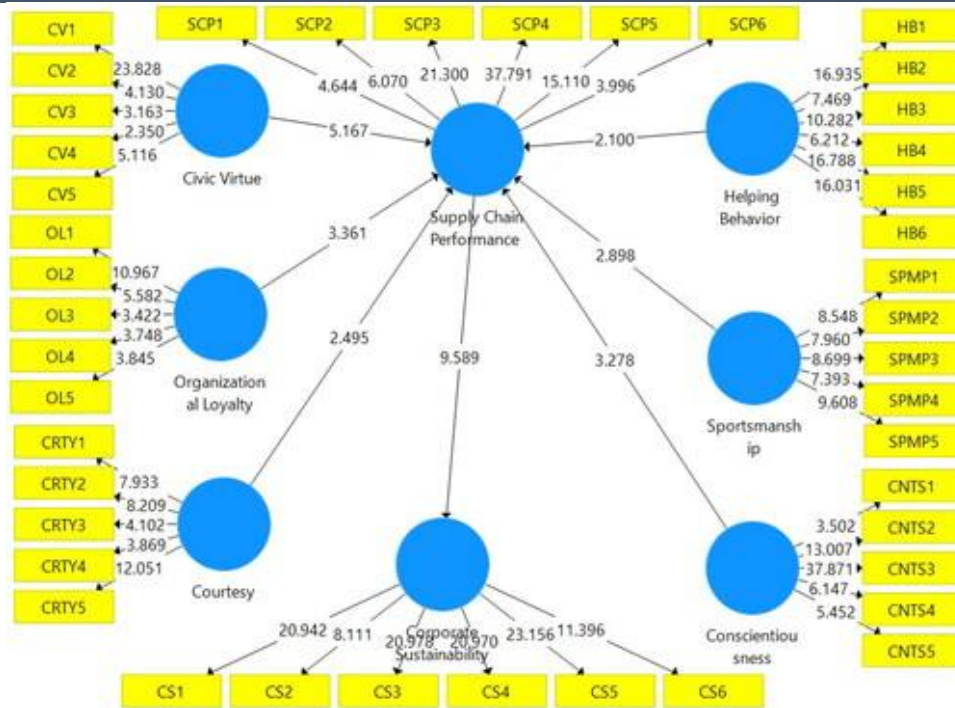 SCP1
SCP2
SCP3
SCP4
SCP5
SCP6
4.644
6.070
21.300
37.791
15.110
3.996
CV1
CV2
CV3
CV4
CV5
23.828
4.130
3.163
2.350
5.116
Civic Virtue
5.167
Supply Chain
Performance
HB1
HB2
HB3
HB4
HB5
HB6
16.935
7.469
10.282
6.212
16.788
16.031
Helping
Behavior
2.100
OL1
OL2
OL3
OL4
OL5
10.967
5.582
3.422
3.748
3.845
Organization
al Loyalty
3.361
SPMP1
SPMP2
SPMP3
SPMP4
SPMP5
8.548
7.960
8.699
7.393
9.608
Sportsmansh
ip
2.898
CRTY1
CRTY2
CRTY3
CRTY4
CRTY5
7.933
8.209
4.102
3.869
12.051
Courtesy
2.495
9.589
3.278
CNTS1
CNTS2
CNTS3
CNTS4
CNTS5
3.502
13.007
37.871
6.147
5.452
Conscientiou
sness
Corporate
Sustainability
20.942
8.111
20.978
20.970
23.156
11.396
CS1
CS2
CS3
CS4
CS5
CS6